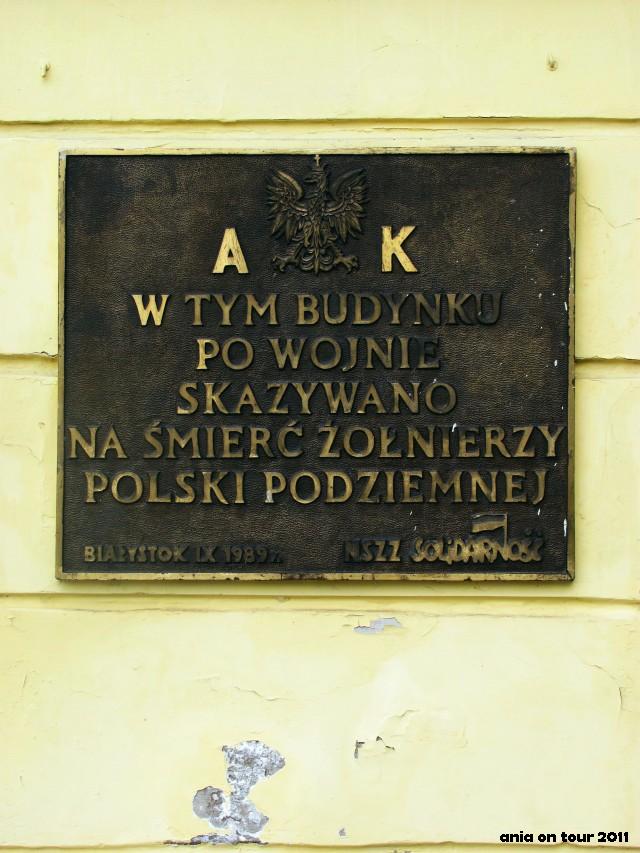 A K
W TYM BUDYNKU
PO WOJNIE
SKAZYWANO
NA ŚMIERĆ ŻOŁNIERZY
POLSKI PODZIEMNEJ
BIAŁYSTOK IX 1989 r. NSZZ SOLIDARNOŚĆ
ania on tour 2011